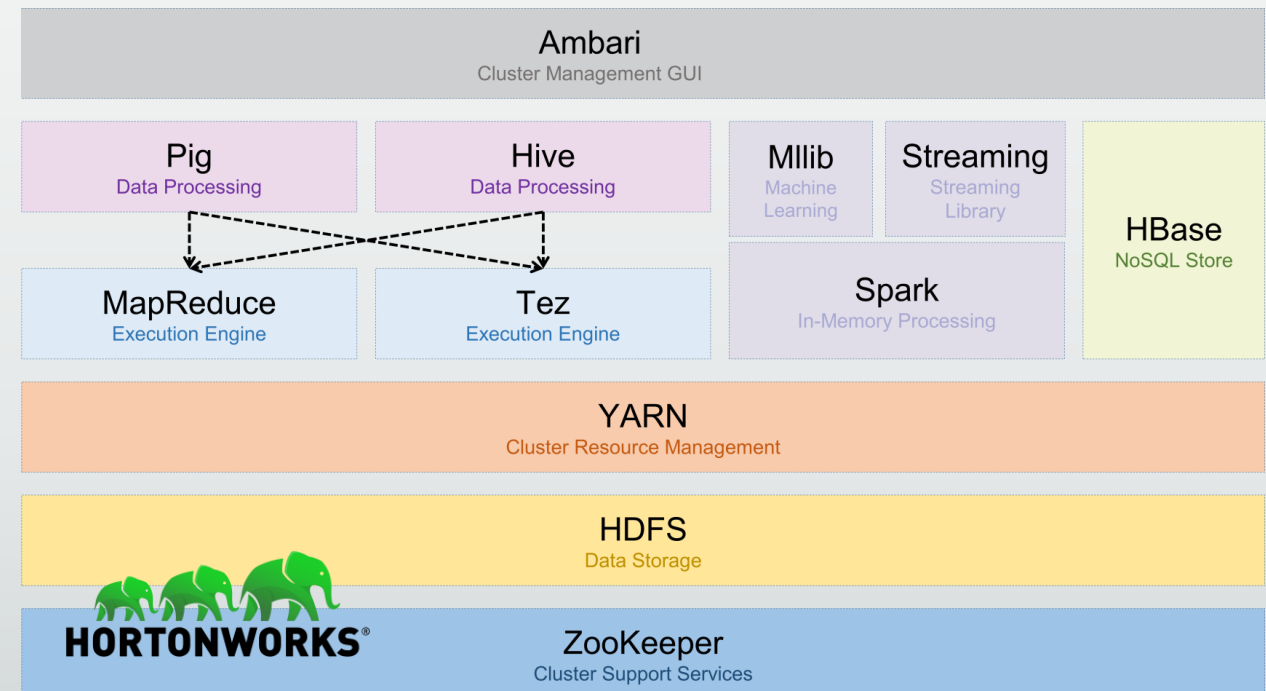 Ambari
Cluster Management GUI
Pig
Data Processing
Hive
Data Processing
Mllib
Machine
Learning
Streaming
Streaming
Library
HBase
NoSQL Store
MapReduce
Execution Engine
Tez
Execution Engine
Spark
In-Memory Processing
YARN
Cluster Resource Management
HDFS
Data Storage
HORTONWORKS®
ZooKeeper
Cluster Support Services